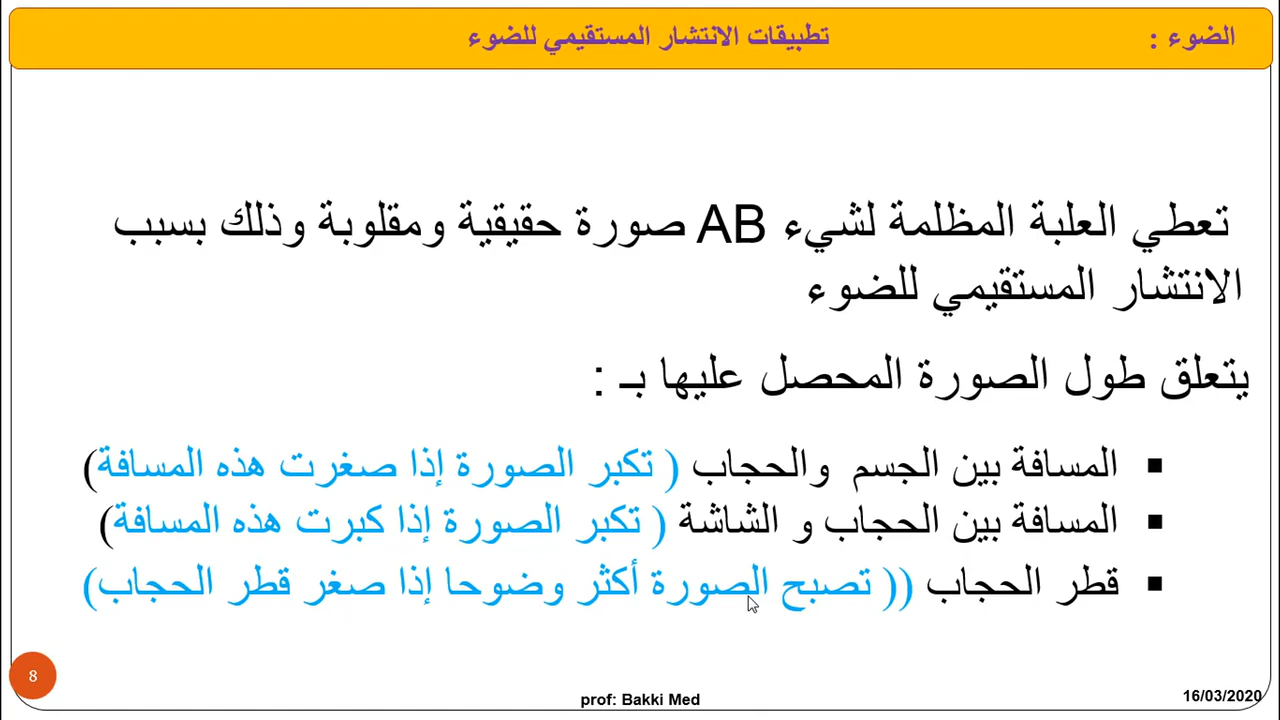 الضوء : تطبيقات الانتشار المستقيمي للضوء
تعطي العلبة المظلمة لشيء AB صورة حقيقية ومقلوبة وذلك بسبب
الانتشار المستقيمي للضوء
يتعلق طول الصورة المحصل عليها بـ :
▪ المسافة بين الجسم والحجاب ( تكبر الصورة إذا صغرت هذه المسافة)
▪ المسافة بين الحجاب و الشاشة ( تكبر الصورة إذا كبرت هذه المسافة)
▪ قطر الحجاب (( تصبح الصورة أكثر وضوحا إذا صغر قطر الحجاب)
8
prof: Bakki Med
16/03/2020